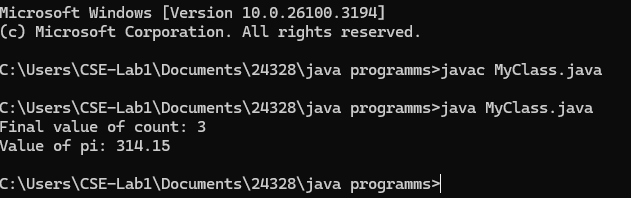 Microsoft Windows [Version 10.0.26100.3194]
(c) Microsoft Corporation. All rights reserved.
C:\Users\CSE-Lab1\Documents\24328\java programms>javac MyClass.java
C:\Users\CSE-Lab1\Documents\24328\java programms>java MyClass.java
Final value of count: 3
Value of pi: 314.15
C:\Users\CSE-Lab1\Documents\24328\java programms>